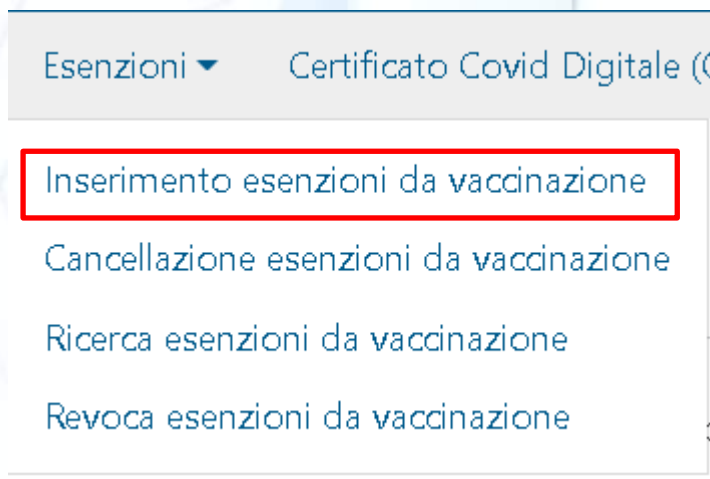 Esenzioni Certificato Covid Digitale (
Inserimento esenzioni da vaccinazione
Cancellazione esenzioni da vaccinazione
Ricerca esenzioni da vaccinazione
Revoca esenzioni da vaccinazione